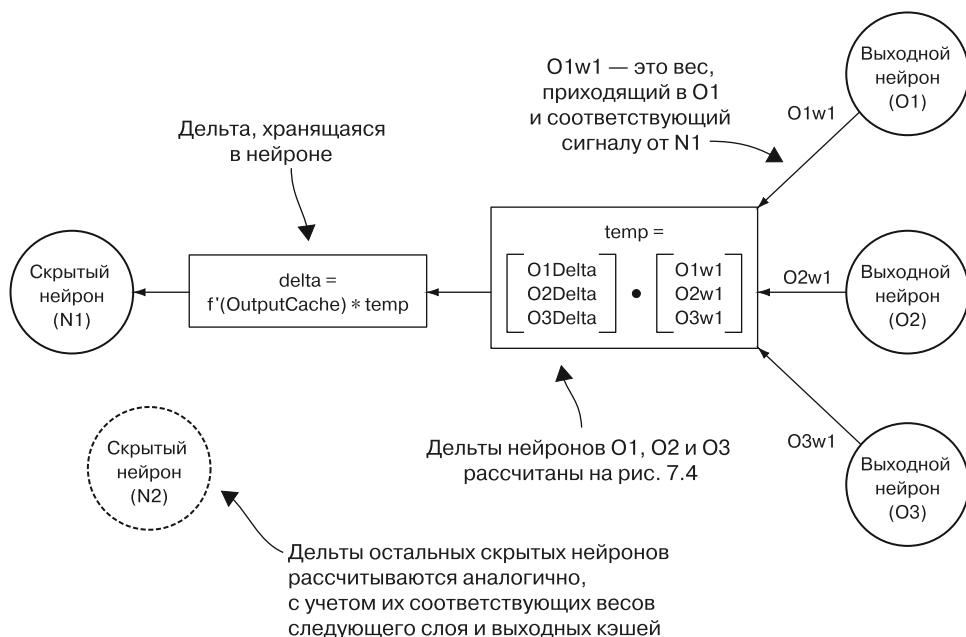 Выходной
нейрон
(O1)
O1w1 — это вес,
приходящий в O1
и соответствующий
сигналу от N1
O1w1
Дельта, хранящаяся
в нейроне
Скрытый
нейрон
(N1)
delta =
f'(OutputCache) * temp
temp =
O1Delta
O2Delta
O3Delta
•
O1w1
O2w1
O3w1
O2w1
Выходной
нейрон
(O2)
Скрытый
нейрон
(N2)
Дельты нейронов O1, O2 и O3
рассчитаны на рис. 7.4
O3w1
Выходной
нейрон
(O3)
Дельты остальных скрытых нейронов
рассчитываются аналогично,
с учетом их соответствующих весов
следующего слоя и выходных кэшей